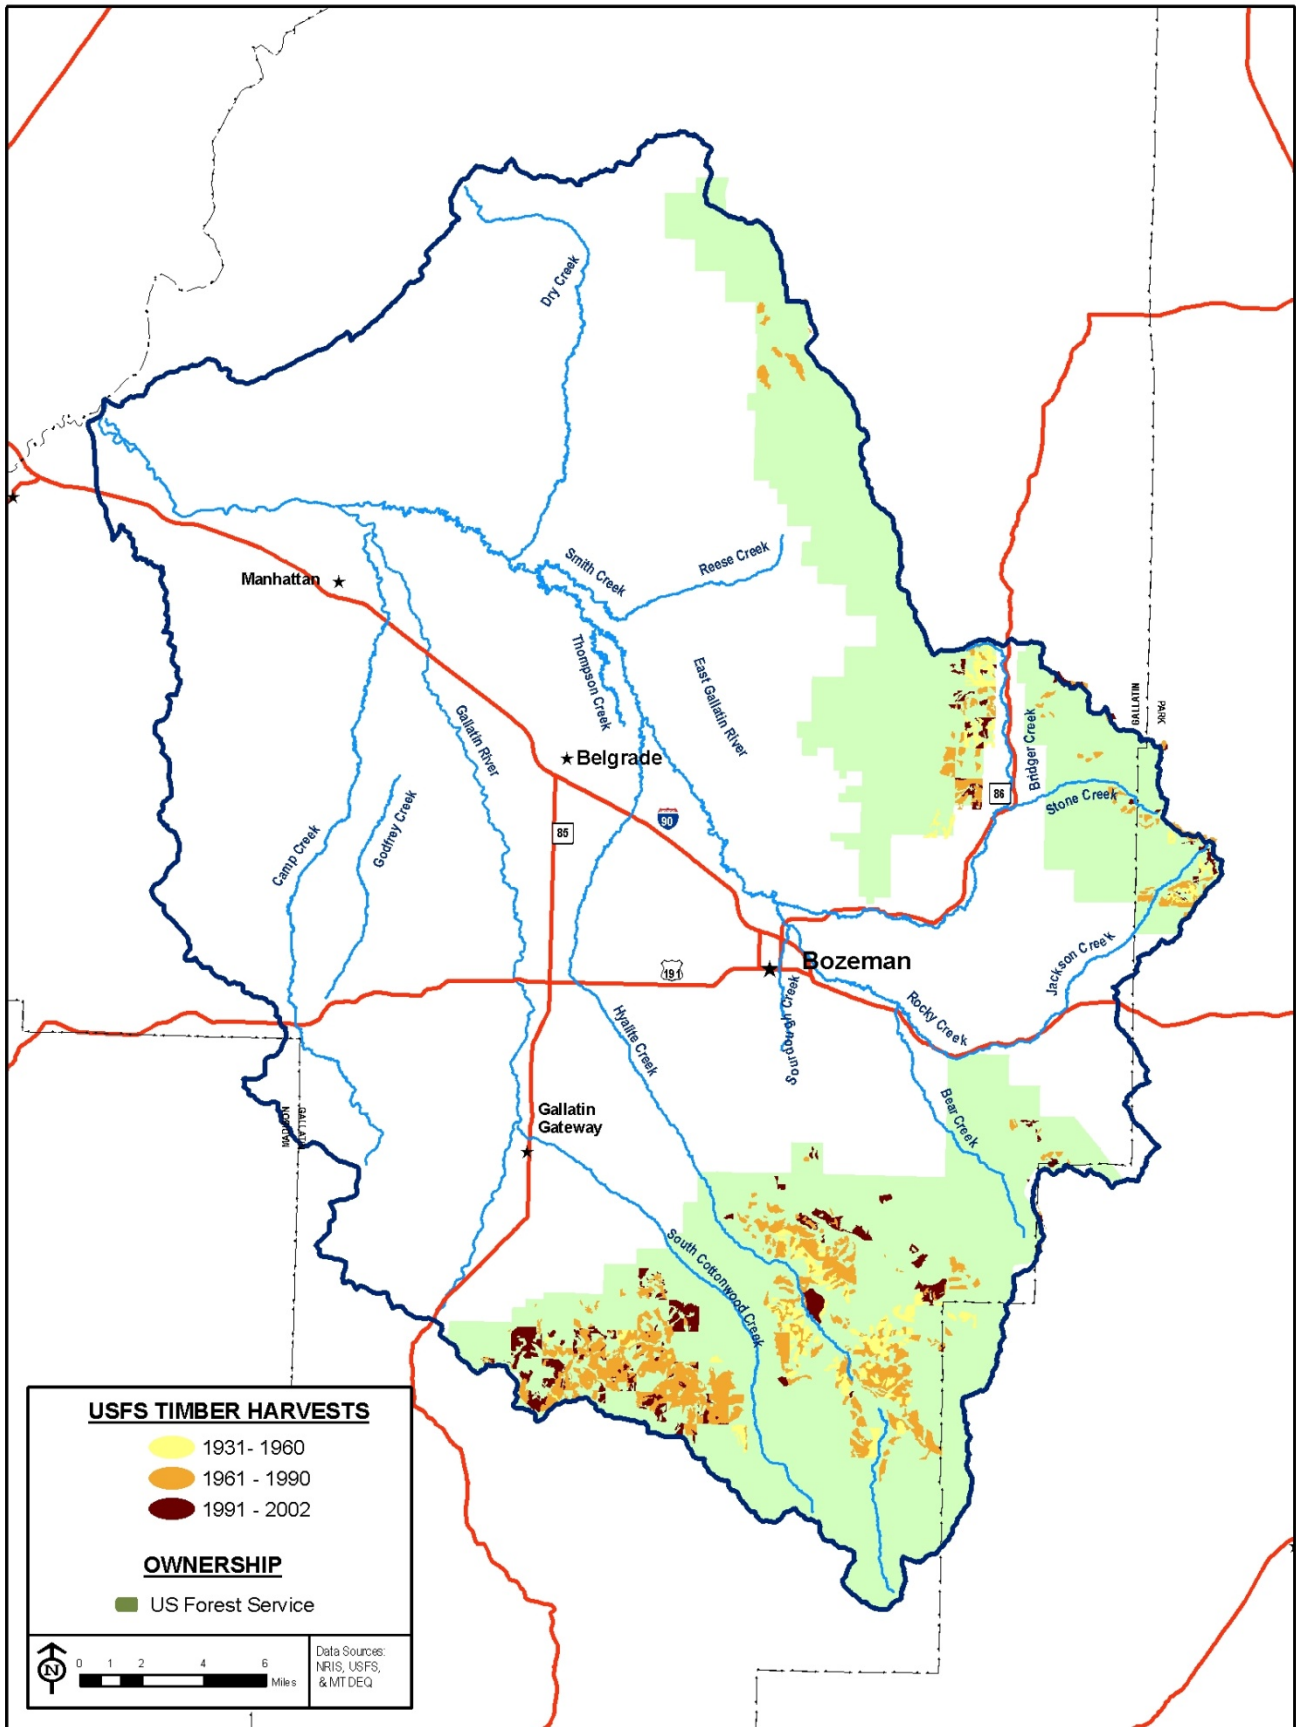 Dry Creek
Smith Creek
Reese Creek
Manhattan
Thompson Creek
East Gallatin River
GALLATIN
PARK
Gallatin River
Belgrade
Bridger Creek
86
Stone Creek
90
85
Camp Creek
Godfrey Creek
Bozeman
191
Jackson Creek
Rocky Creek
Sourdough Creek
Hyalite Creek
Bear Creek
Gallatin
Gateway
GALLATIN
South Cottonwood Creek
USFS TIMBER HARVESTS
1931- 1960
1961 - 1990
1991 - 2002
OWNERSHIP
US Forest Service
N
0 1 2 4 6
Miles
Data Sources:
NRIS, USFS,
& MT DEQ